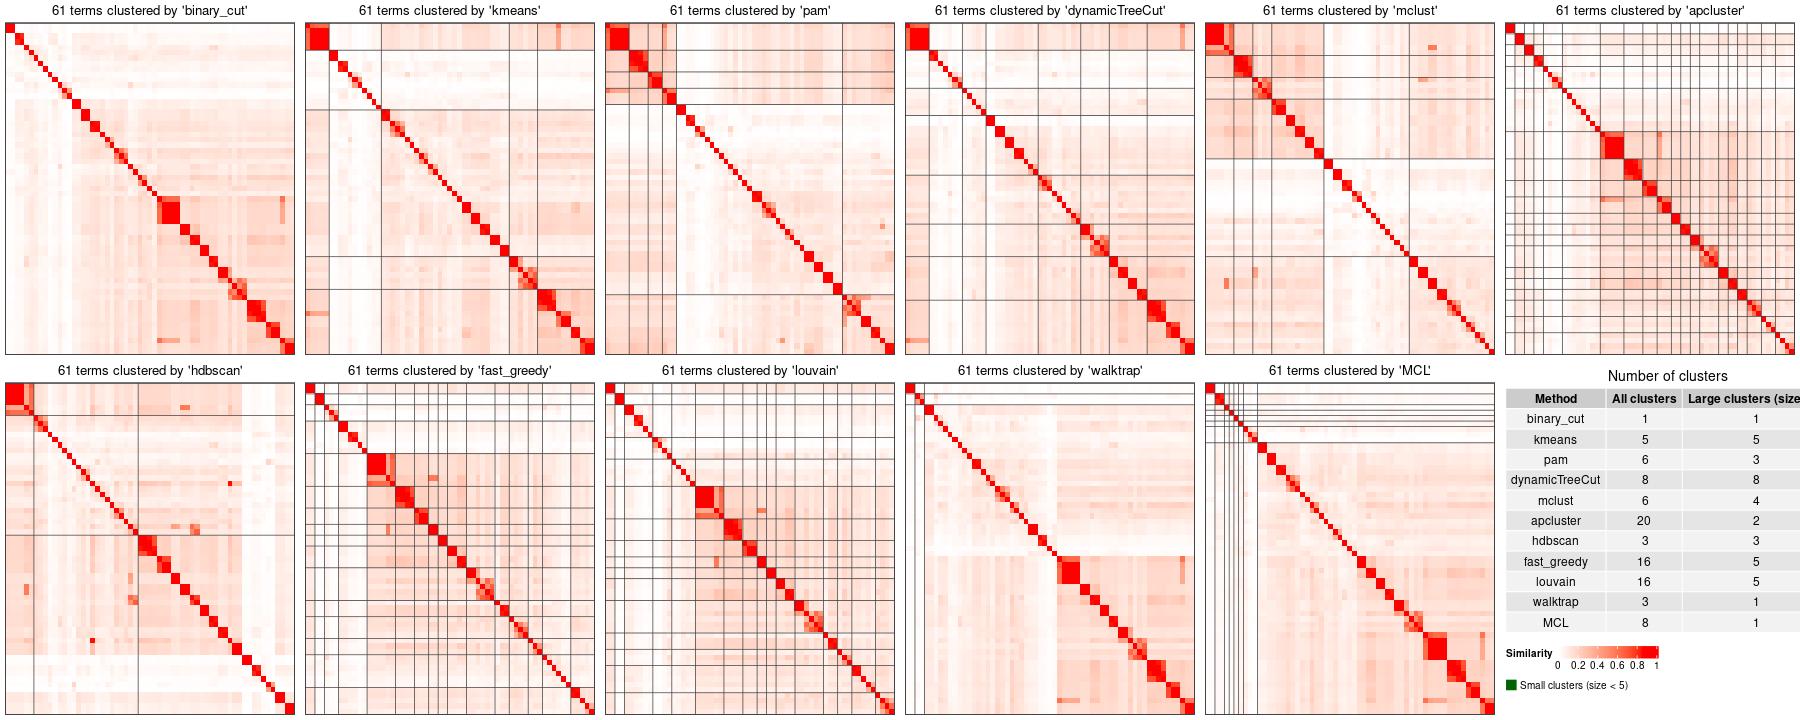 61 terms clustered by 'binary_cut'
61 terms clustered by 'kmeans'
61 terms clustered by 'pam'
61 terms clustered by 'dynamicTreeCut'
61 terms clustered by 'mclust'
61 terms clustered by 'apcluster'
61 terms clustered by 'hdbscan'
61 terms clustered by 'fast_greedy'
61 terms clustered by 'louvain'
61 terms clustered by 'walktrap'
61 terms clustered by 'MCL'
Number of clusters
Method All clusters Large clusters (size
binary_cut 1 1
kmeans 5 5
pam 6 3
dynamicTreeCut 8 8
mclust 6 4
apcluster 20 2
hdbscan 3 3
fast_greedy 16 5
louvain 16 5
walktrap 3 1
MCL 8 1
Similarity
0 0.2 0.4 0.6 0.8 1
Small clusters (size < 5)